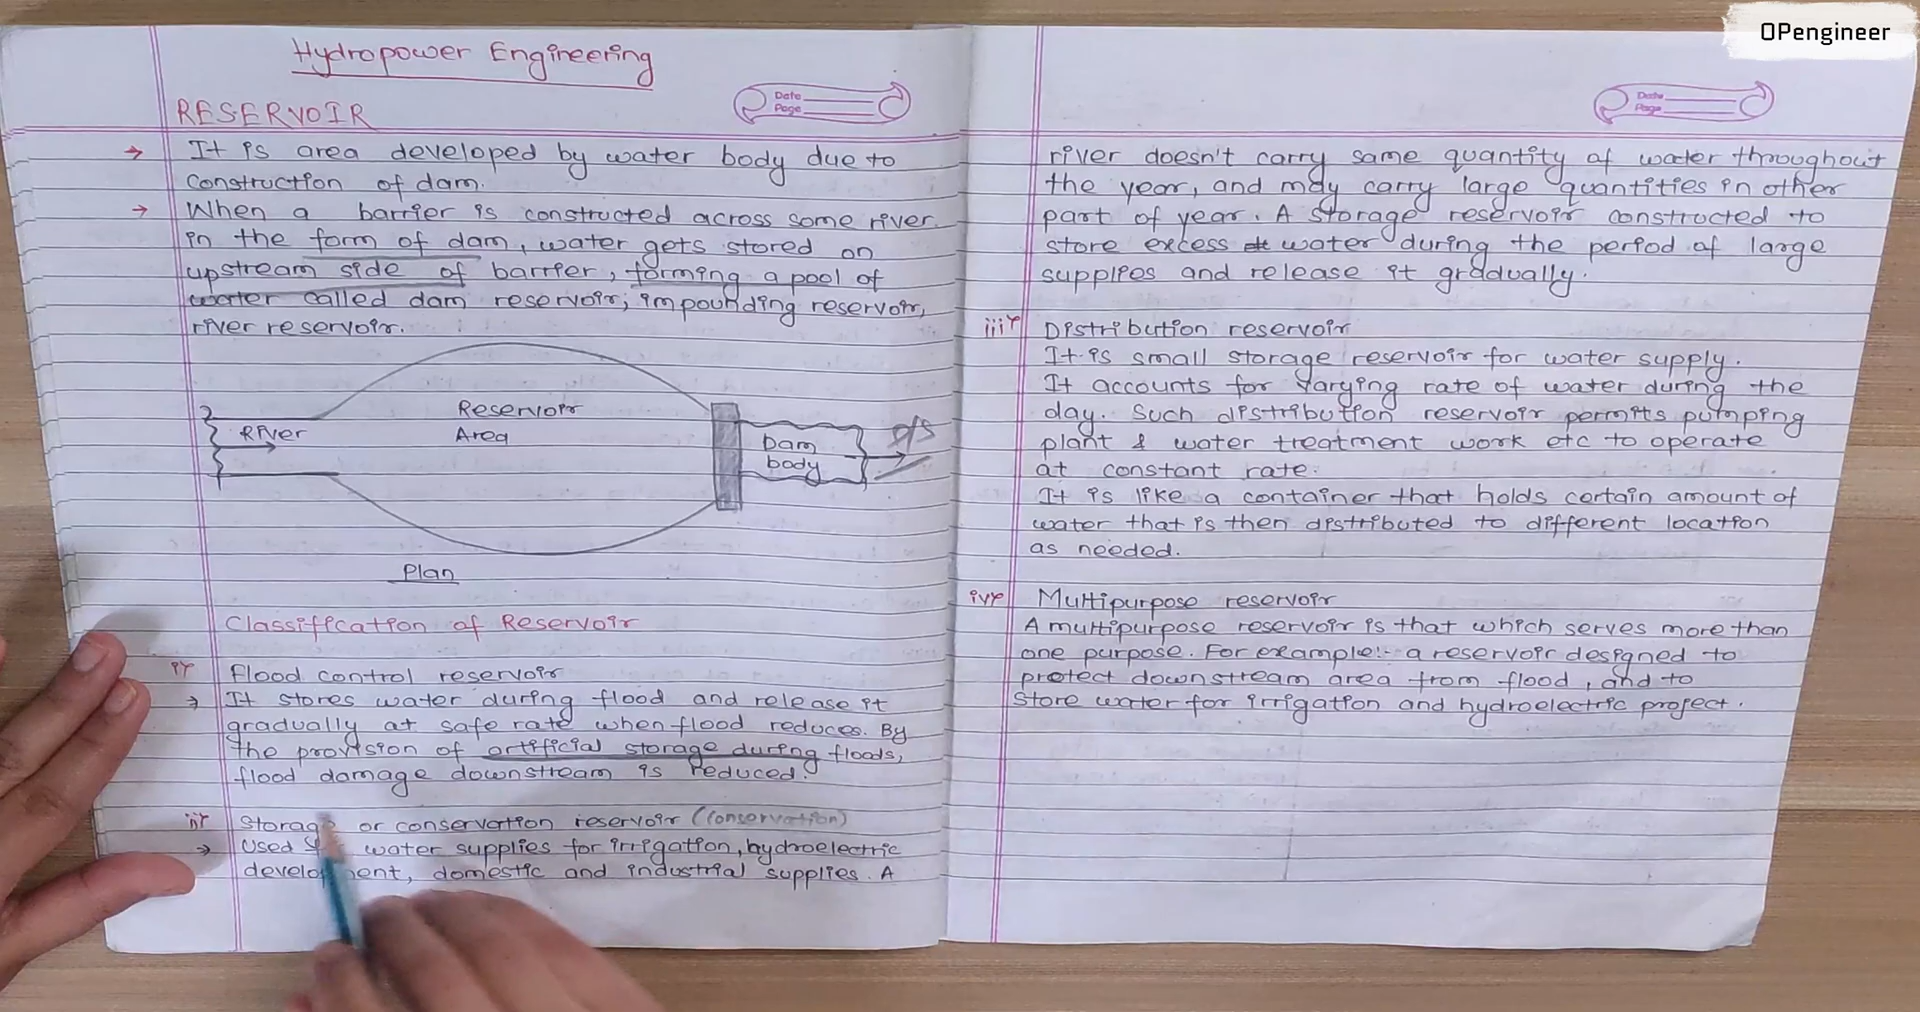 OPengineer
Hydropower Engineering
RESERVOIR
Date
Page
→ It is area developed by water body due to
construction of dam.
→ When a barrier is constructed across some river
in the form of dam, water gets stored on
upstream side of barrier, forming a pool of
water called dam reservoir, impounding reservoir,
river reservoir.
River
Reservoir
Area
Dam
body
D/S
Plan
Classification of Reservoir
i) Flood control reservoir
→ It stores water during flood and release it
gradually at safe rate when flood reduces. By
the provision of artificial storage during floods,
flood damage downstream is reduced.
ii) Storage or conservation reservoir (conservation)
→ Used water supplies for irrigation, hydroelectric
development, domestic and industrial supplies. A
Date
Page
river doesn't carry same quantity of water throughout
the year, and may carry large quantities in other
part of year. A storage reservoir constructed to
store excess water during the period of large
supplies and release it gradually.
iii) Distribution reservoir
It is small storage reservoir for water supply.
It accounts for varying rate of water during the
day. Such distribution reservoir permits pumping
plant & water treatment work etc to operate
at constant rate.
It is like a container that holds certain amount of
water that is then distributed to different location
as needed.
iv) Multipurpose reservoir
A multipurpose reservoir is that which serves more than
one purpose. For example:- a reservoir designed to
protect downstream area from flood, and to
store water for irrigation and hydroelectric project.